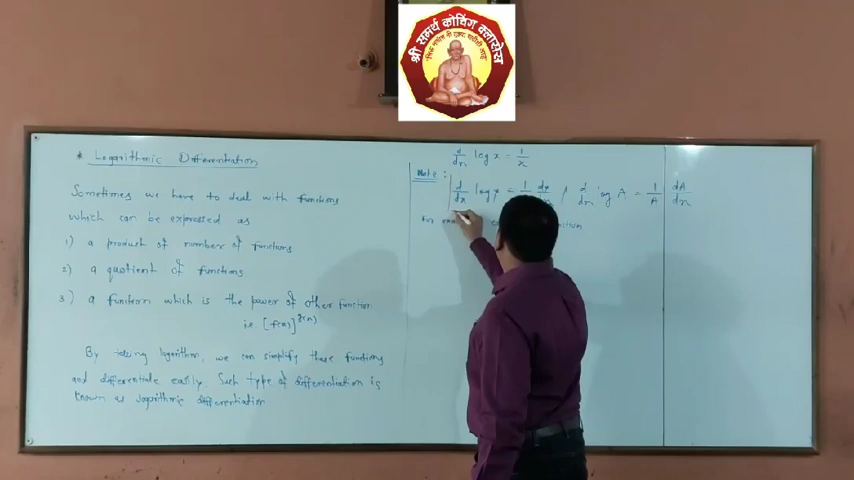 श्री समर्थ कोचिंग क्लासेस
* Logarithmic Differentiation
Sometimes we have to deal with functions
which can be expressed as
1) a product of number of functions
2) a quotient of functions
3) a function which is the power of other function
ie [f(x)]^g(x)
By taking logarithm, we can simplify these functions
and differentiate easily. Such type of differentiation is
known as logarithmic differentiation
d/dx log x = 1/x
Note :
d/dx log y = 1/y d/dx log A = 1/A dA/dx
For